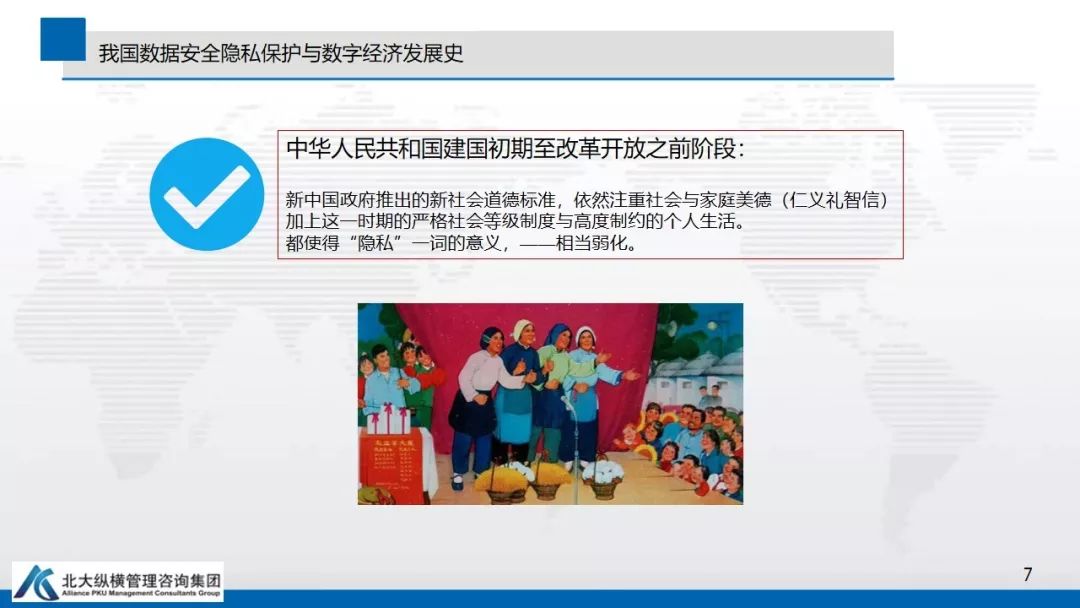 我国数据安全隐私保护与数字经济发展史
中华人民共和国建国初期至改革开放之前阶段：
新中国政府推出的新社会道德标准，依然注重社会与家庭美德（仁义礼智信）
加上这一时期的严格社会等级制度与高度制约的个人生活。
都使得“隐私”一词的意义，——相当弱化。
北大纵横管理咨询集团
Alliance PKU Management Consultants Group
7